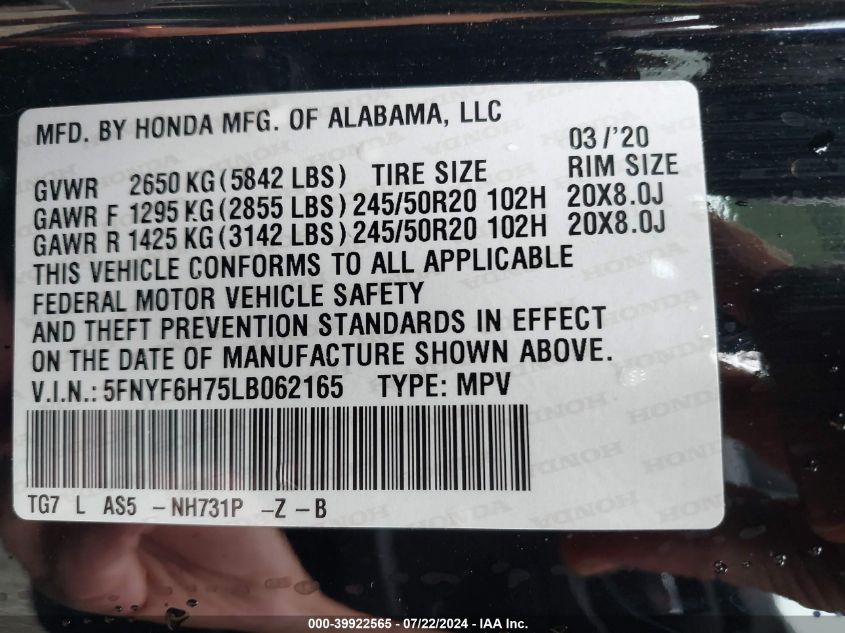 MFD. BY HONDA MFG. OF ALABAMA, LLC
03/'20
GVWR 2650 KG (5842 LBS) TIRE SIZE RIM SIZE
GAWR F 1295 KG (2855 LBS) 245/50R20 102H 20X8.0J
GAWR R 1425 KG (3142 LBS) 245/50R20 102H 20X8.0J
THIS VEHICLE CONFORMS TO ALL APPLICABLE
FEDERAL MOTOR VEHICLE SAFETY
AND THEFT PREVENTION STANDARDS IN EFFECT
ON THE DATE OF MANUFACTURE SHOWN ABOVE.
V.I.N.: 5FNYF6H75LB062165 TYPE: MPV
TG7 L AS5 -NH731P -Z -B
000-39922565 - 07/22/2024 - IAA Inc.